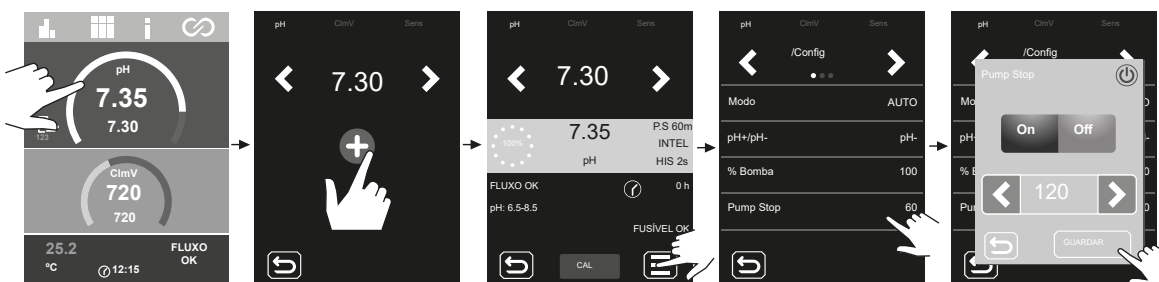 pH
7.35
7.30
123
ClmV
720
720
25.2
ºC
12:15
FLUXO
OK
pH ClmV Sens
7.30
pH ClmV Sens
7.30
100%
7.35
pH
P.S 60m
INTEL
HIS 2s
FLUXO OK
0 h
pH: 6.5-8.5
FUSÍVEL OK
CAL
pH ClmV Sens
/Config
Modo AUTO
pH+/pH- pH-
% Bomba 100
Pump Stop 60
pH ClmV Sens
/Config
Pump Stop
On Off
120
GUARDAR